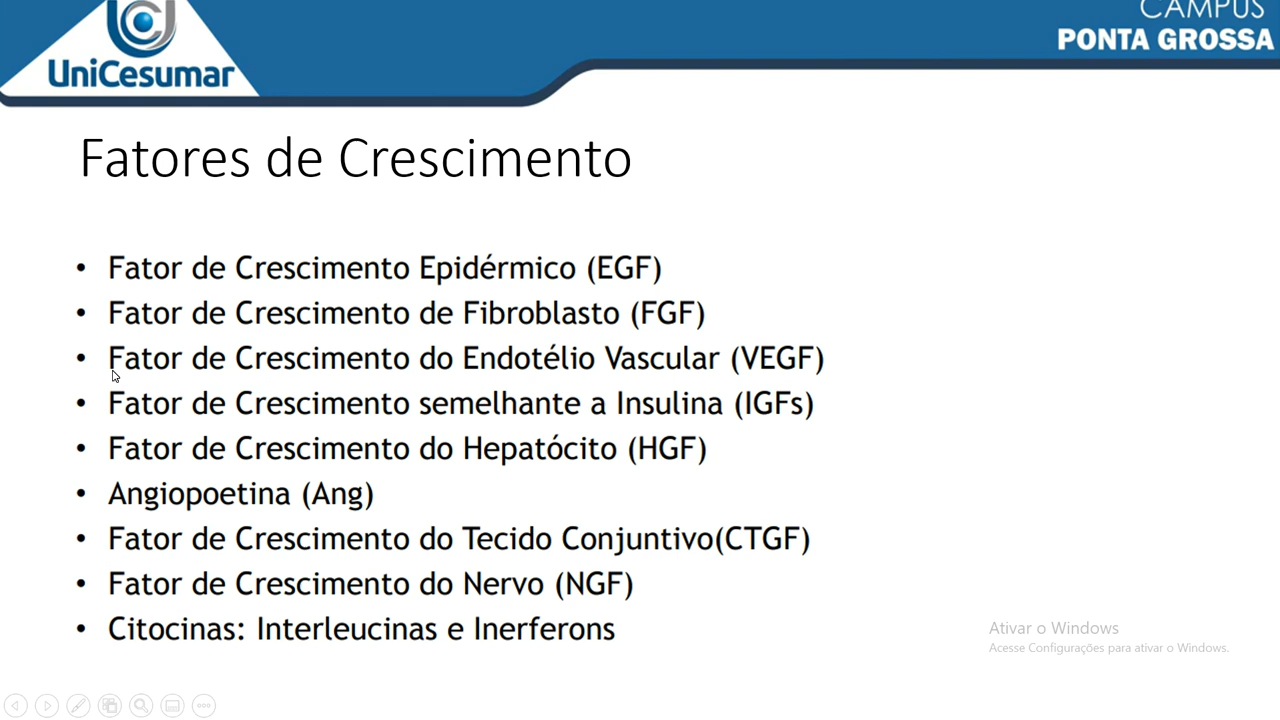 CAMPUS
PONTA GROSSA
UniCesumar
Fatores de Crescimento
• Fator de Crescimento Epidérmico (EGF)
• Fator de Crescimento de Fibroblasto (FGF)
• Fator de Crescimento do Endotélio Vascular (VEGF)
• Fator de Crescimento semelhante a Insulina (IGFs)
• Fator de Crescimento do Hepatócito (HGF)
• Angiopoetina (Ang)
• Fator de Crescimento do Tecido Conjuntivo(CTGF)
• Fator de Crescimento do Nervo (NGF)
• Citocinas: Interleucinas e Inerferons
Ativar o Windows
Acesse Configurações para ativar o Windows.